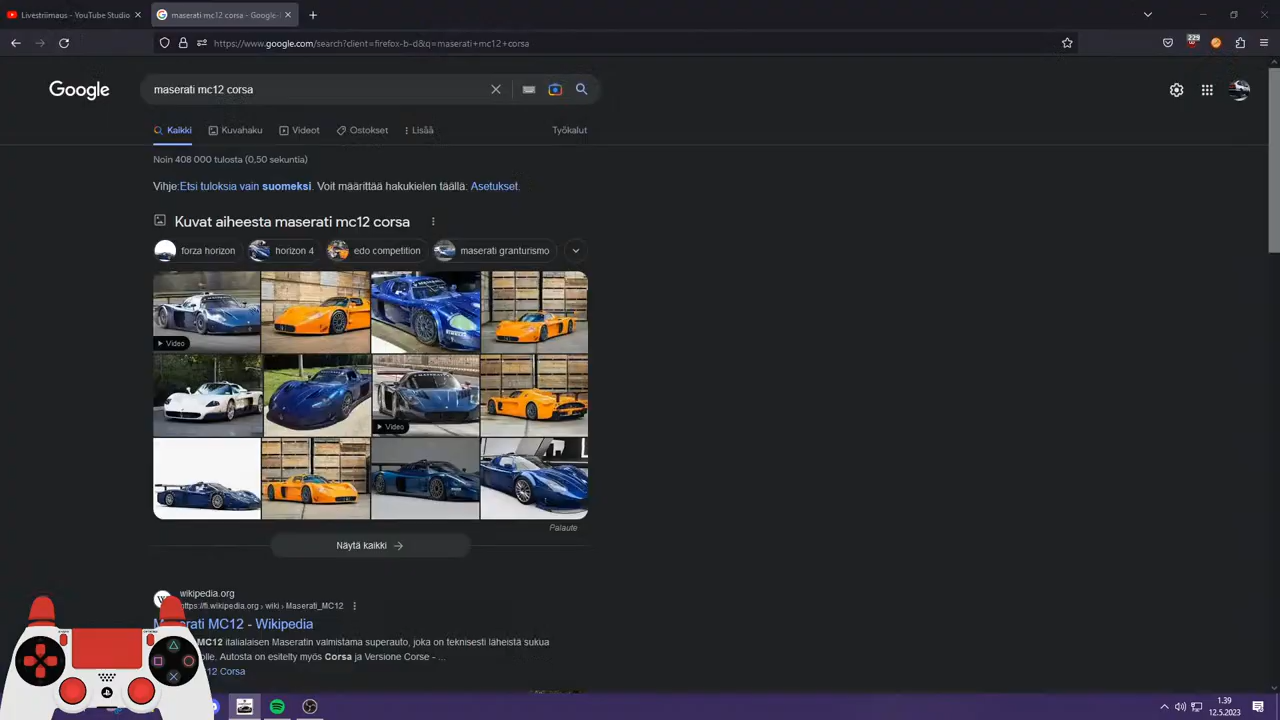 Livestriimaus - YouTube Studio
maserati mc12 corsa - Google-
229
https://www.google.com/search?client=firefox-b-d&q=maserati+mc12+corsa
Google
maserati mc12 corsa
Kaikki
Kuvahaku
Videot
Ostokset
Lisää
Työkalut
Noin 408 000 tulosta (0,50 sekuntia)
Vihje:Etsi tuloksia vain suomeksi. Voit määrittää hakukielen täällä. Asetukset.
Kuvat aiheesta maserati mc12 corsa
forza horizon
horizon 4
edo competition
maserati granturismo
Video
Video
Palaute
Näytä kaikki
wikipedia.org
https://fi.wikipedia.org › wiki › Maserati_MC12
erati MC12 - Wikipedia
MC12 italialaisen Maseratin valmistama superauto, joka on teknisesti läheistä sukua
olle. Autosta on esitelty myös Corsa ja Versione Corse - ...
12 Corsa
1.39
12.5.2023